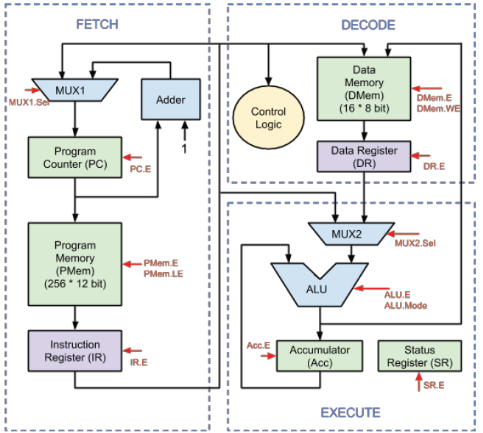 FETCH
MUX1
MUX1.Sel
Adder
1
Program
Counter (PC)
PC.E
Program
Memory
(PMem)
(256 * 12 bit)
PMem.E
PMem.LE
Instruction
Register (IR)
IR.E
DECODE
Control
Logic
Data
Memory
(DMem)
(16 * 8 bit)
DMem.E
DMem.WE
Data Register
(DR)
DR.E
MUX2
MUX2.Sel
ALU
ALU.E
ALU.Mode
Acc.E
Accumulator
(Acc)
Status
Register (SR)
SR.E
EXECUTE